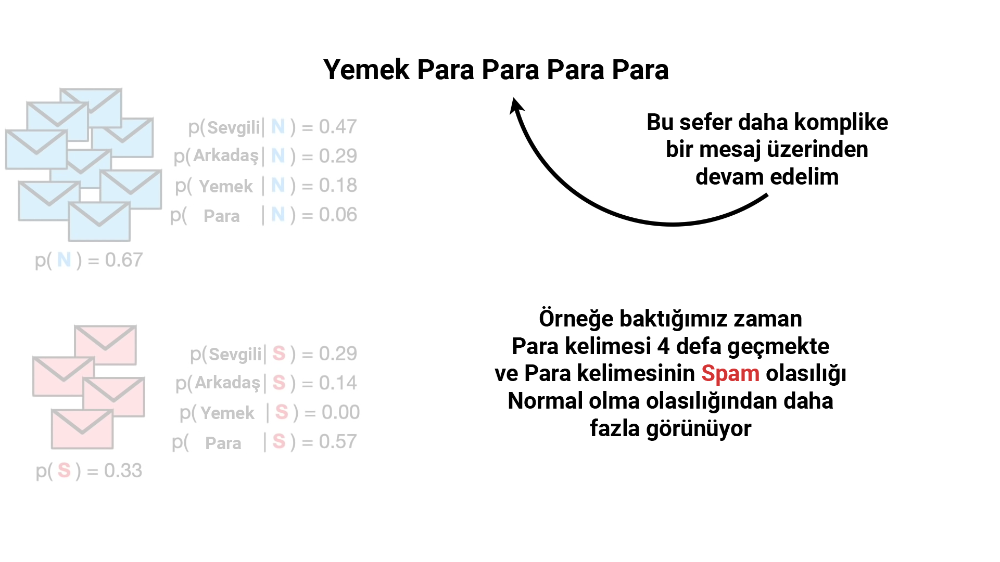 Yemek Para Para Para Para
Bu sefer daha komplike
bir mesaj üzerinden
devam edelim
p(Sevgili| N ) = 0.47
p(Arkadaş| N ) = 0.29
p( Yemek | N ) = 0.18
p( Para | N ) = 0.06
p( N ) = 0.67
Örneğe baktığımız zaman
Para kelimesi 4 defa geçmekte
ve Para kelimesinin Spam olasılığı
Normal olma olasılığından daha
fazla görünüyor
p(Sevgili| S ) = 0.29
p(Arkadaş| S ) = 0.14
p( Yemek | S ) = 0.00
p( Para | S ) = 0.57
p( S ) = 0.33